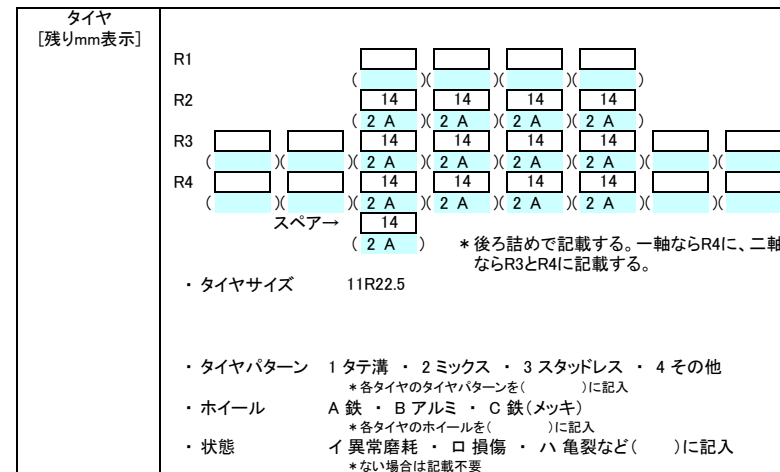 タイヤ
[残りmm表示]
R1
( )( )( )( )
R2 14 14 14 14
( 2 A )( 2 A )( 2 A )( 2 A )
R3 14 14 14 14
( )( )( 2 A )( 2 A )( 2 A )( 2 A )( )(
R4 14 14 14 14
( )( )( 2 A )( 2 A )( 2 A )( 2 A )( )(
スペア→ 14
( 2 A ) *後ろ詰めで記載する。一軸ならR4に、二軸
ならR3とR4に記載する。
・ タイヤサイズ 11R22.5
・ タイヤパターン 1 タテ溝 ・ 2 ミックス ・ 3 スタッドレス ・ 4 その他
*各タイヤのタイヤパターンを( )に記入
・ ホイール A 鉄 ・ B アルミ ・ C 鉄(メッキ)
*各タイヤのホイールを( )に記入
・ 状態 イ 異常磨耗 ・ ロ 損傷 ・ ハ 亀裂など( )に記入
*ない場合は記載不要